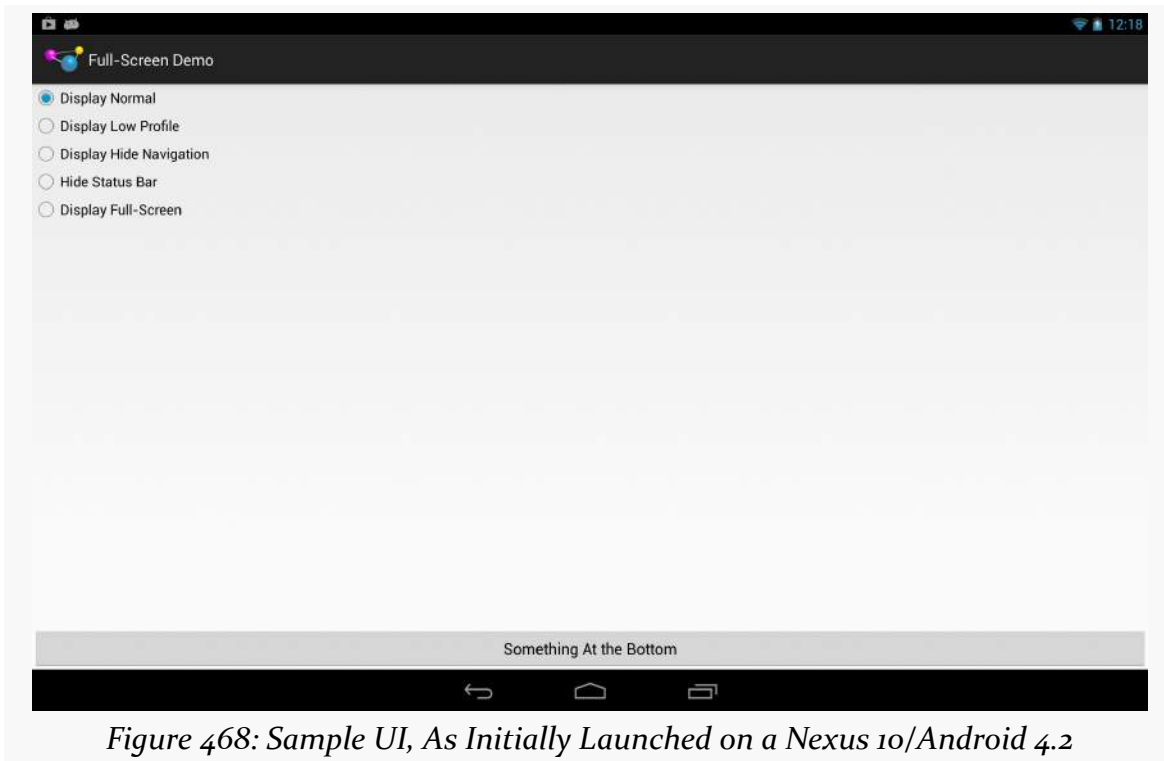 12:18
Full-Screen Demo
Display Normal
Display Low Profile
Display Hide Navigation
Hide Status Bar
Display Full-Screen
Something At the Bottom
Figure 468: Sample UI, As Initially Launched on a Nexus 10/Android 4.2